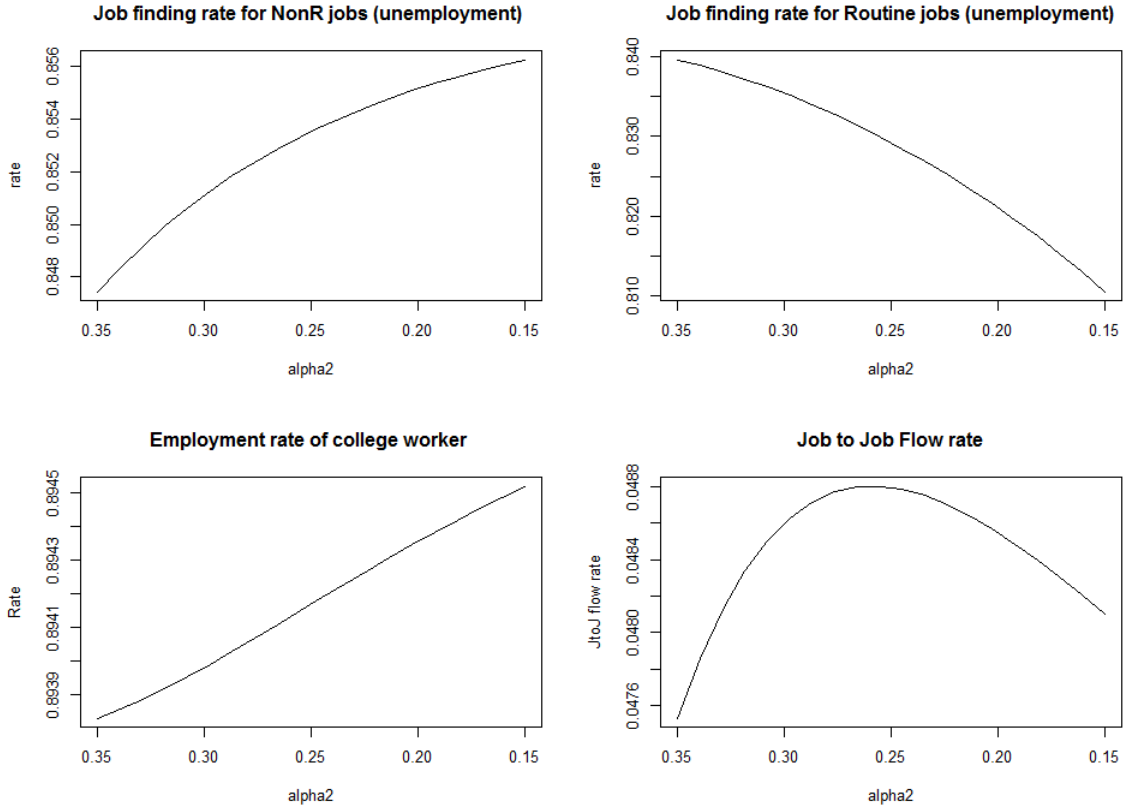 Job finding rate for NonR jobs (unemployment)
rate
0.848 0.850 0.852 0.854 0.856
0.35 0.30 0.25 0.20 0.15
alpha2
Job finding rate for Routine jobs (unemployment)
rate
0.810 0.820 0.830 0.840
0.35 0.30 0.25 0.20 0.15
alpha2
Employment rate of college worker
Rate
0.8939 0.8941 0.8943 0.8945
0.35 0.30 0.25 0.20 0.15
alpha2
Job to Job Flow rate
JtoJ flow rate
0.0476 0.0480 0.0484 0.0488
0.35 0.30 0.25 0.20 0.15
alpha2